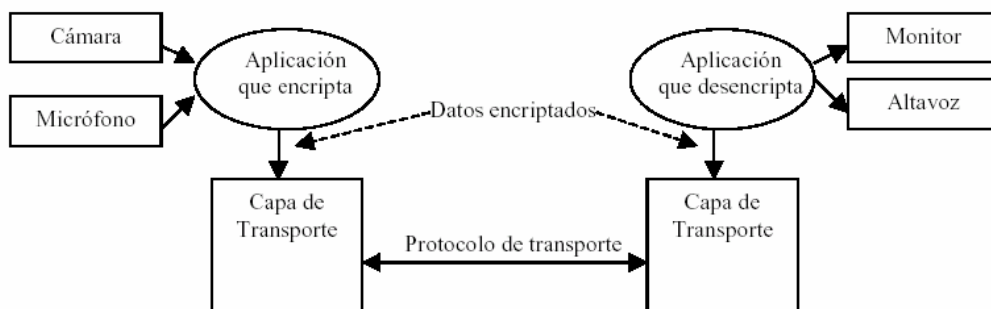 Cámara
Micrófono
Aplicación
que encripta
Datos encriptados
Aplicación
que desencripta
Monitor
Altavoz
Capa de
Transporte
Protocolo de transporte
Capa de
Transporte